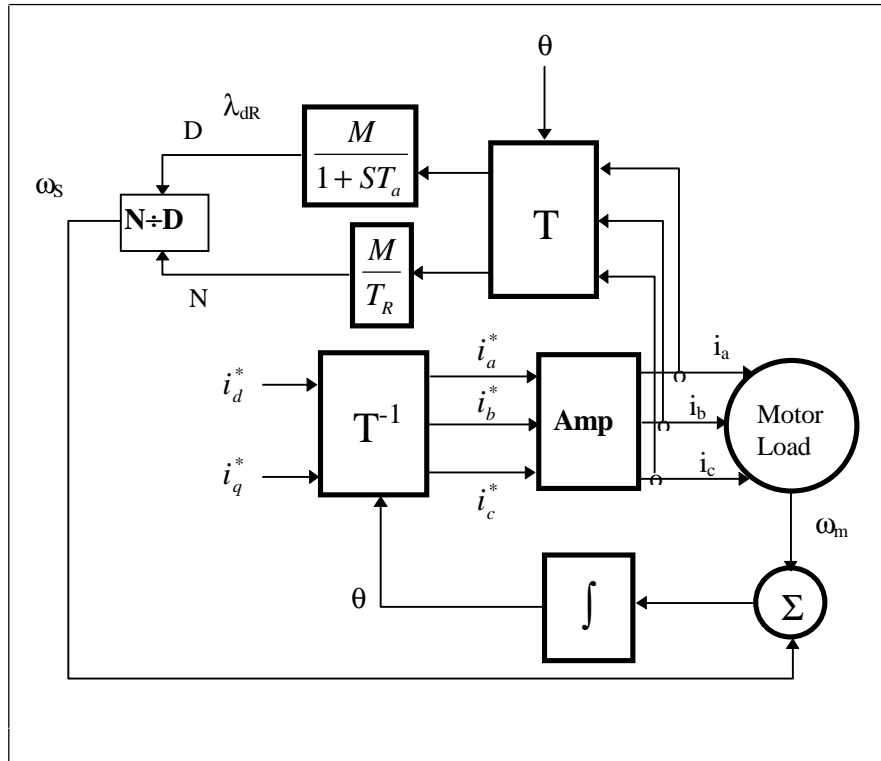 θ
λ_dR
D
M
1 + ST_a
T
ω_S
N÷D
M
T_R
N
i_d^*
i_q^*
T^-1
i_a^*
i_b^*
i_c^*
Amp
i_a
i_b
i_c
Motor
Load
ω_m
θ
∫
Σ